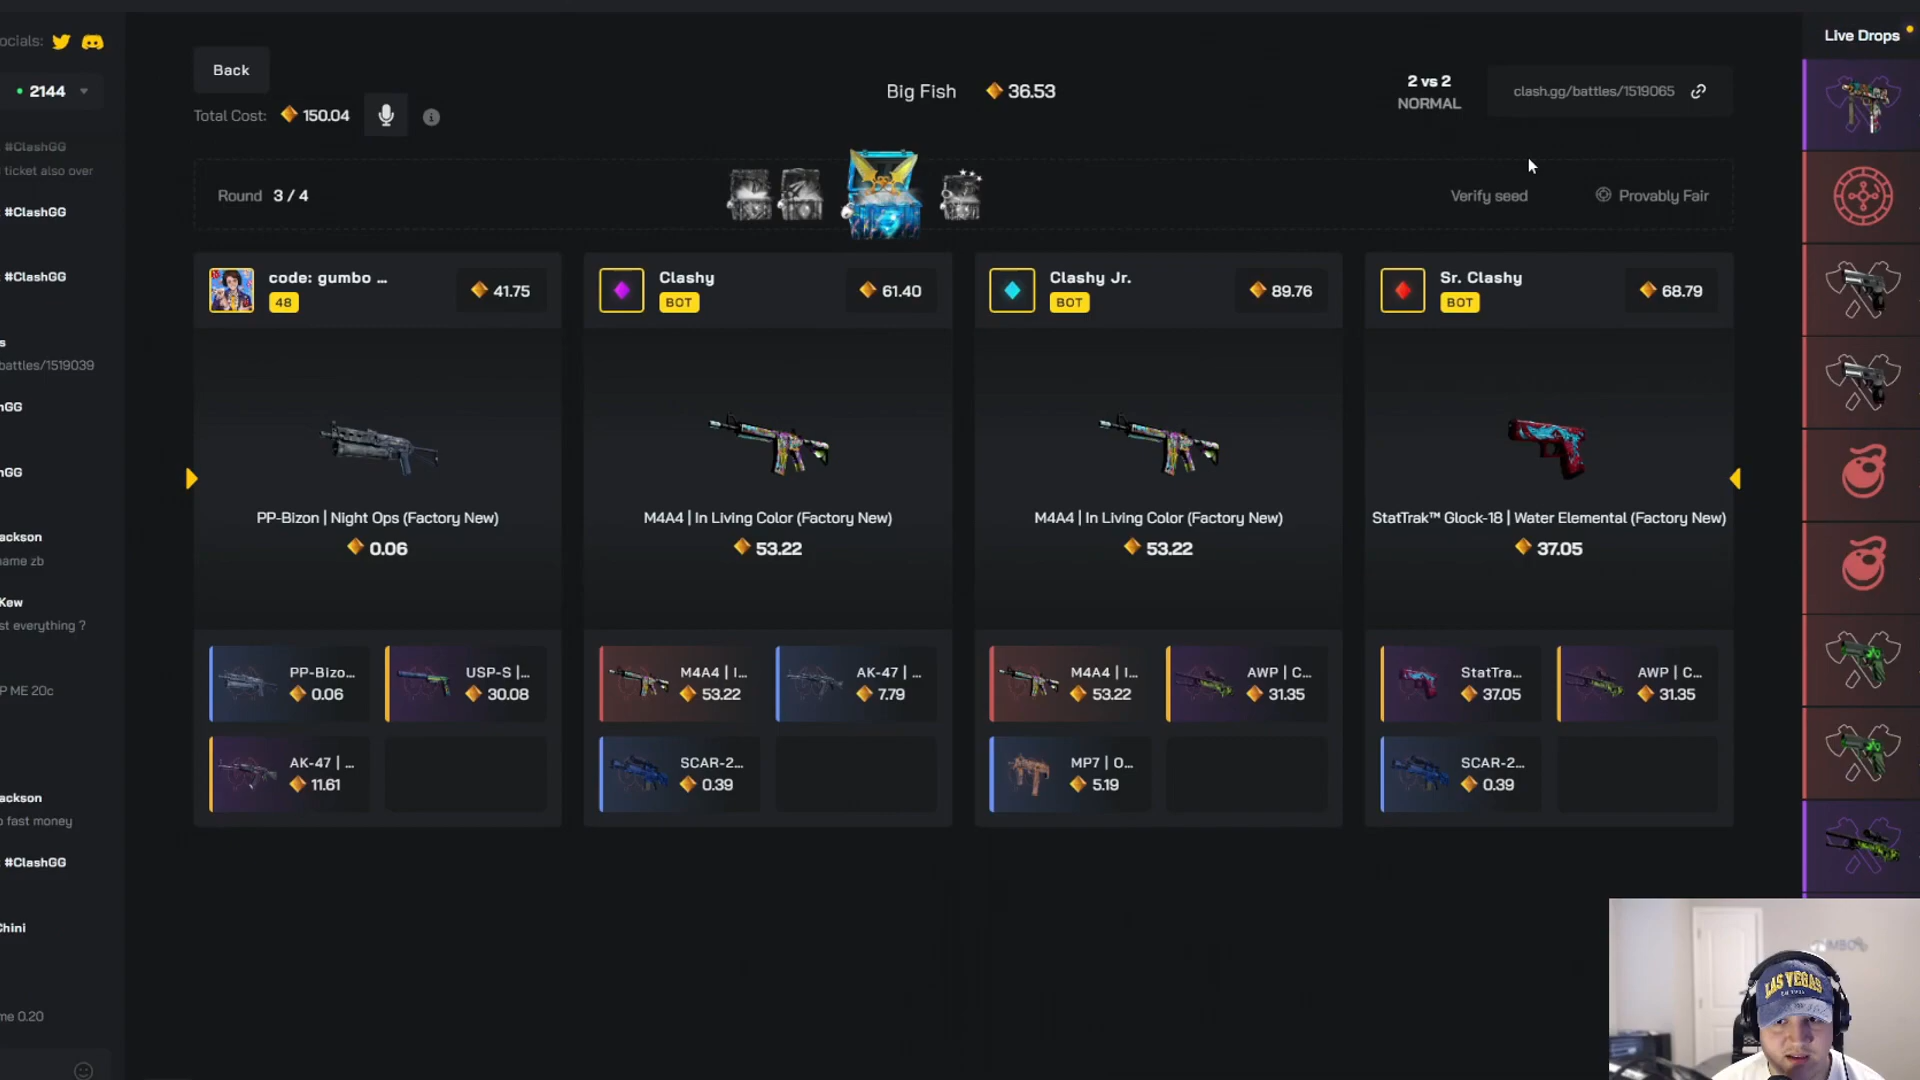 ocials:
2144
#ClashGG
ticket also over
#ClashGG
#ClashGG
s
battles/1519039
nGG
nGG
ackson
name zb
Kew
st everything ?
P ME 20c
ackson
o fast money
#ClashGG
Chini
me 0.20
Back
Total Cost: 150.04
Big Fish 36.53
2 vs 2
NORMAL
clash.gg/battles/1519065
Live Drops
Round 3 / 4
Verify seed
Provably Fair
code: gumbo ...
48
41.75
Clashy
BOT
61.40
Clashy Jr.
BOT
89.76
Sr. Clashy
BOT
68.79
PP-Bizon | Night Ops (Factory New)
0.06
M4A4 | In Living Color (Factory New)
53.22
M4A4 | In Living Color (Factory New)
53.22
StatTrak™ Glock-18 | Water Elemental (Factory New)
37.05
PP-Bizo...
0.06
USP-S |...
30.08
AK-47 | ...
11.61
M4A4 | I...
53.22
AK-47 | ...
7.79
SCAR-2...
0.39
M4A4 | I...
53.22
AWP | C...
31.35
MP7 | O...
5.19
StatTra...
37.05
AWP | C...
31.35
SCAR-2...
0.39
LAS VEGAS